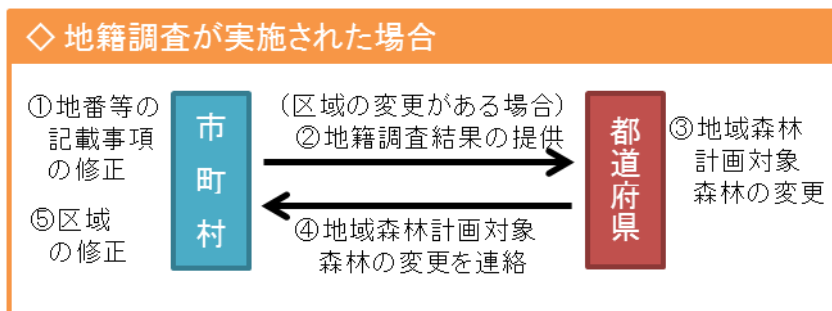 ◇ 地籍調査が実施された場合
①地番等の
記載事項
の修正
⑤区域
の修正
市町村
（区域の変更がある場合）
②地籍調査結果の提供
④地域森林計画対象
森林の変更を連絡
都道府県
③地域森林
計画対象
森林の変更